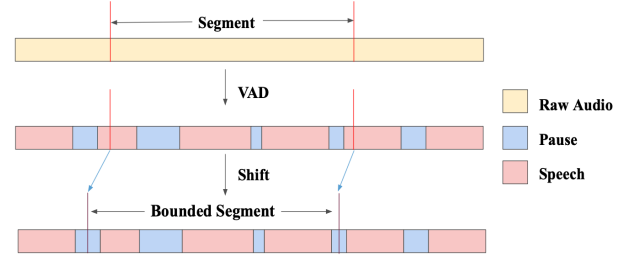 Segment
VAD
Raw Audio
Pause
Shift
Speech
Bounded Segment